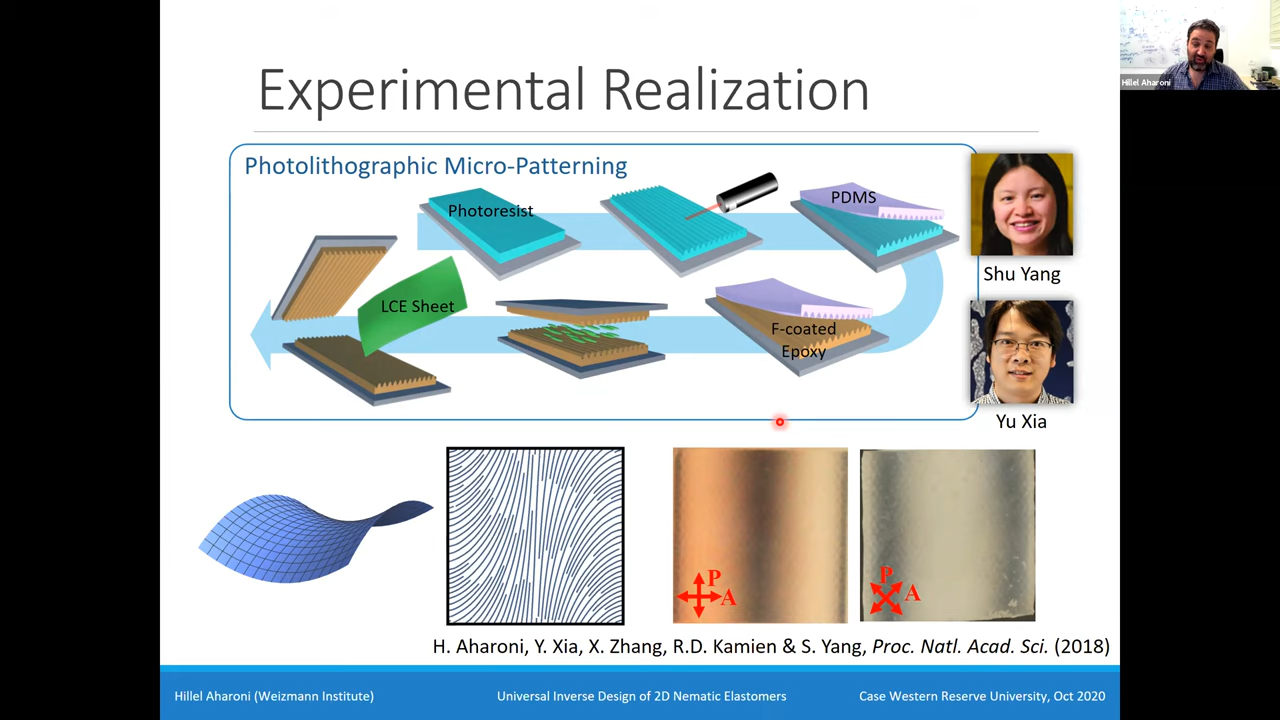 Experimental Realization
Hillel Aharoni
Photolithographic Micro-Patterning
Photoresist
PDMS
Shu Yang
LCE Sheet
F-coated
Epoxy
Yu Xia
P
A
P
A
H. Aharoni, Y. Xia, X. Zhang, R.D. Kamien & S. Yang, Proc. Natl. Acad. Sci. (2018)
Hillel Aharoni (Weizmann Institute)
Universal Inverse Design of 2D Nematic Elastomers
Case Western Reserve University, Oct 2020